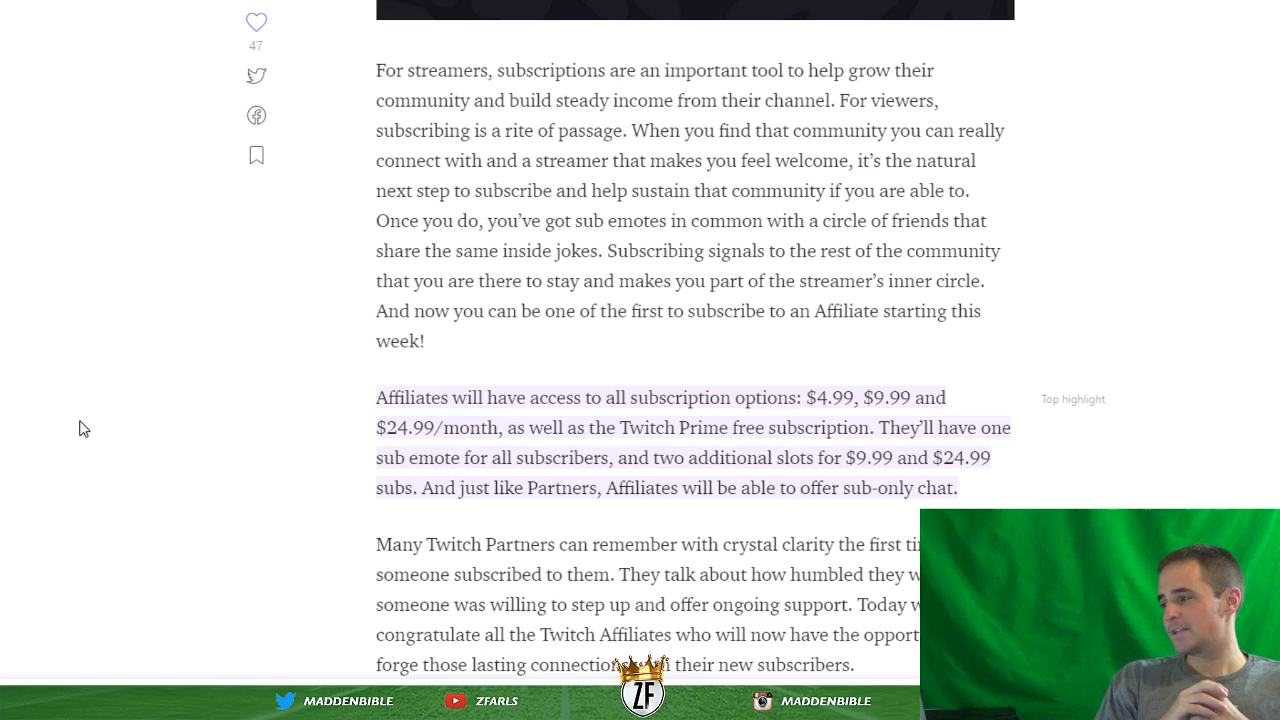 47
For streamers, subscriptions are an important tool to help grow their
community and build steady income from their channel. For viewers,
subscribing is a rite of passage. When you find that community you can really
connect with and a streamer that makes you feel welcome, it’s the natural
next step to subscribe and help sustain that community if you are able to.
Once you do, you’ve got sub emotes in common with a circle of friends that
share the same inside jokes. Subscribing signals to the rest of the community
that you are there to stay and makes you part of the streamer’s inner circle.
And now you can be one of the first to subscribe to an Affiliate starting this
week!
Affiliates will have access to all subscription options: $4.99, $9.99 and
$24.99/month, as well as the Twitch Prime free subscription. They’ll have one
sub emote for all subscribers, and two additional slots for $9.99 and $24.99
subs. And just like Partners, Affiliates will be able to offer sub-only chat.
Top highlight
Many Twitch Partners can remember with crystal clarity the first
someone subscribed to them. They talk about how humbled they
someone was willing to step up and offer ongoing support. Today
congratulate all the Twitch Affiliates who will now have the
forge those lasting their new subscribers.
MADDENBIBLE
ZFARLS
ZF
MADDENBIBLE